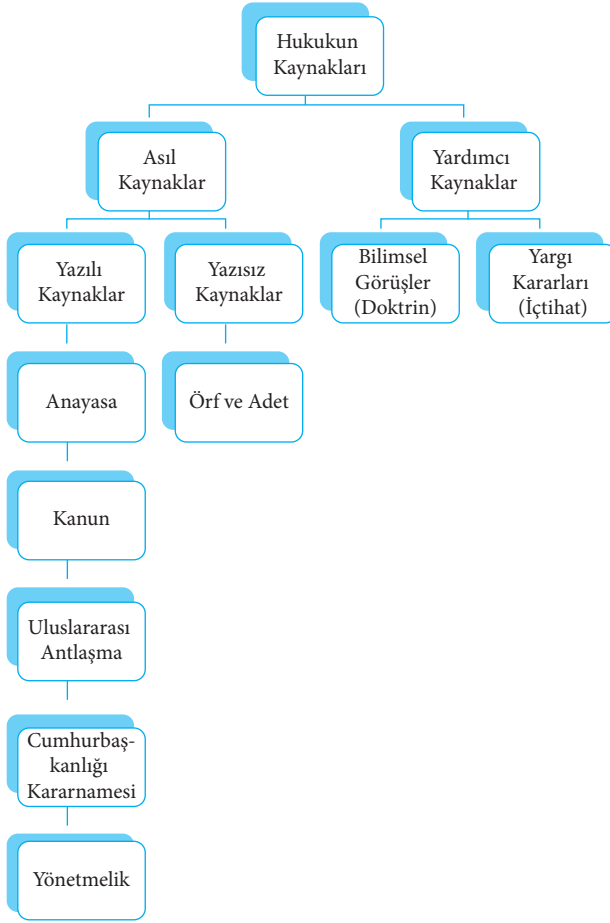 Hukukun
Kaynakları
Asıl
Kaynaklar
Yardımcı
Kaynaklar
Yazılı
Kaynaklar
Yazısız
Kaynaklar
Bilimsel
Görüşler
(Doktrin)
Yargı
Kararları
(İçtihat)
Anayasa
Örf ve Adet
Kanun
Uluslararası
Antlaşma
Cumhurbaş-
kanlığı
Kararnamesi
Yönetmelik